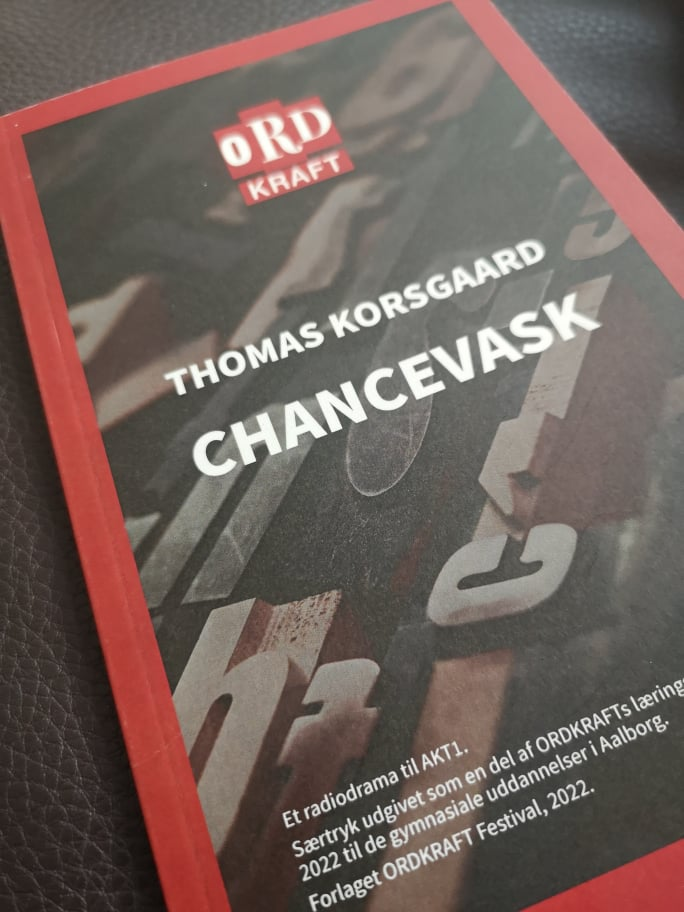 ORD
KRAFT
THOMAS KORSGAARD
CHANCEVASK
Et radiodrama til AKT1.
Særtryk udgivet som en del af ORDKRAFTs
2022 til de gymnasiale uddannelser i Aalborg.
Forlaget ORDKRAFT Festival, 2022.